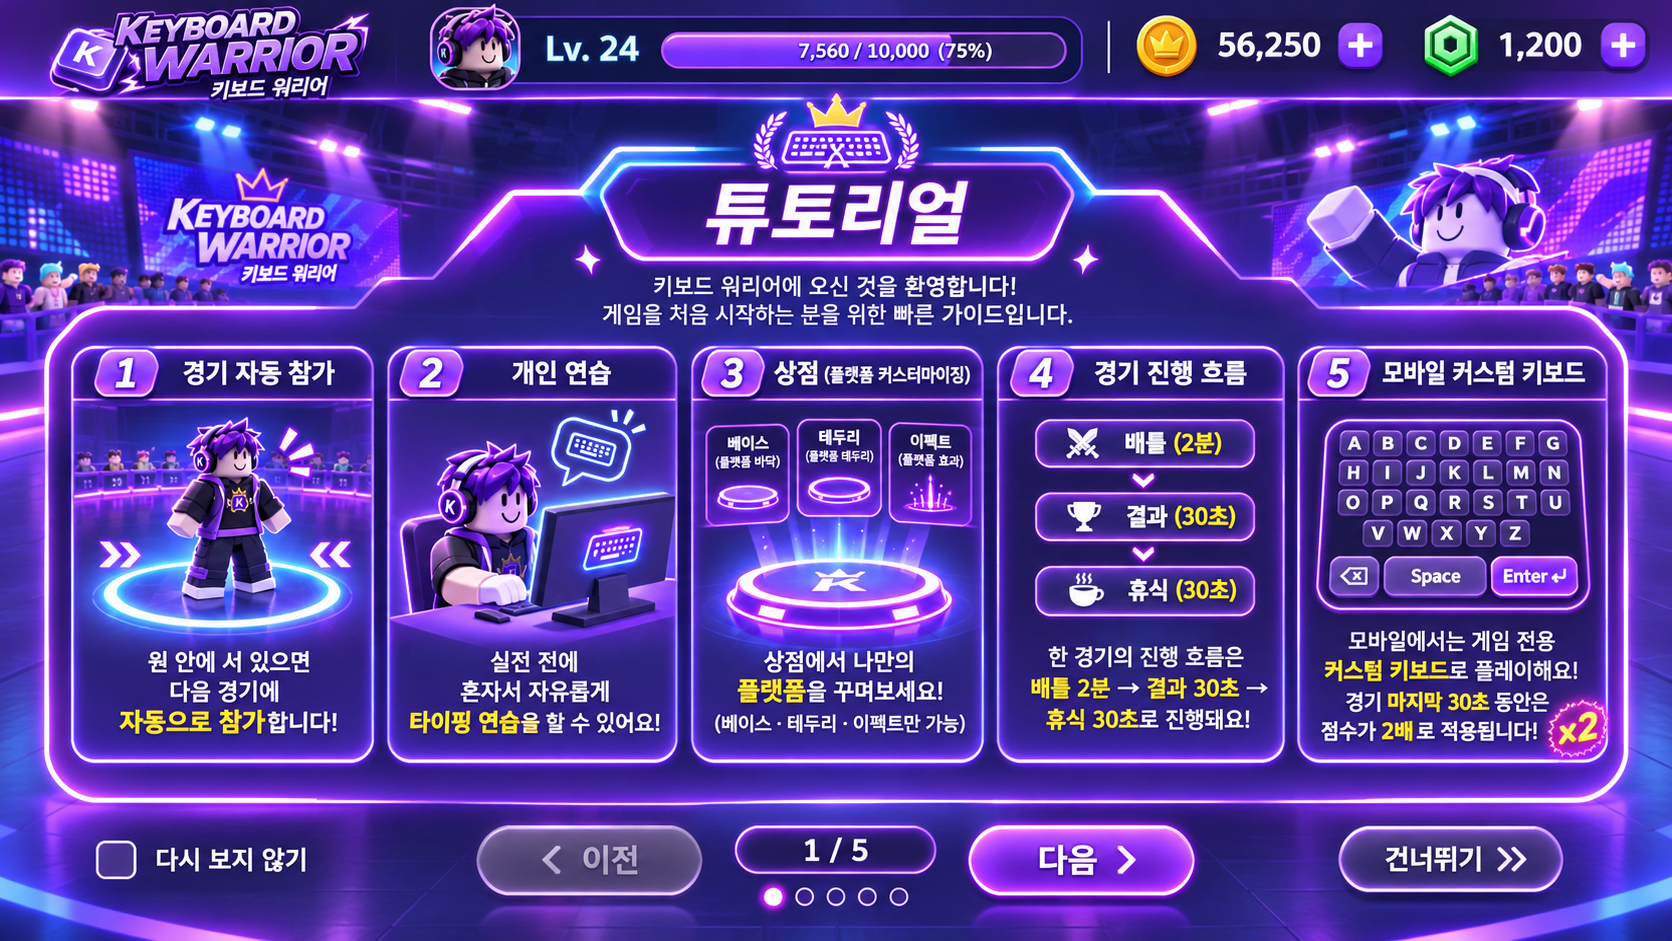 KEYBOARD
WARRIOR
키보드 워리어
K
K
Lv. 24
7,560 / 10,000 (75%)
56,250 +
1,200 +
KEYBOARD
WARRIOR
키보드 워리어
튜토리얼
키보드 워리어에 오신 것을 환영합니다!
게임을 처음 시작하는 분을 위한 빠른 가이드입니다.
1 경기 자동 참가
K
K
원 안에 서 있으면
다음 경기에
자동으로 참가합니다!
2 개인 연습
K
실전 전에
혼자서 자유롭게
타이핑 연습을 할 수 있어요!
3 상점 (플랫폼 커스터마이징)
베이스
(플랫폼 바닥)
테두리
(플랫폼 테두리)
이펙트
(플랫폼 효과)
K
상점에서 나만의
플랫폼을 꾸며보세요!
(베이스 · 테두리 · 이펙트만 가능)
4 경기 진행 흐름
배틀 (2분)
결과 (30초)
휴식 (30초)
한 경기의 진행 흐름은
배틀 2분 → 결과 30초 →
휴식 30초로 진행돼요!
5 모바일 커스텀 키보드
A B C D E F G
H I J K L M N
O P Q R S T U
V W X Y Z
Space Enter
모바일에서는 게임 전용
커스텀 키보드로 플레이해요!
경기 마지막 30초 동안은
점수가 2배로 적용됩니다!
x2
다시 보지 않기
이전
1 / 5
다음
건너뛰기